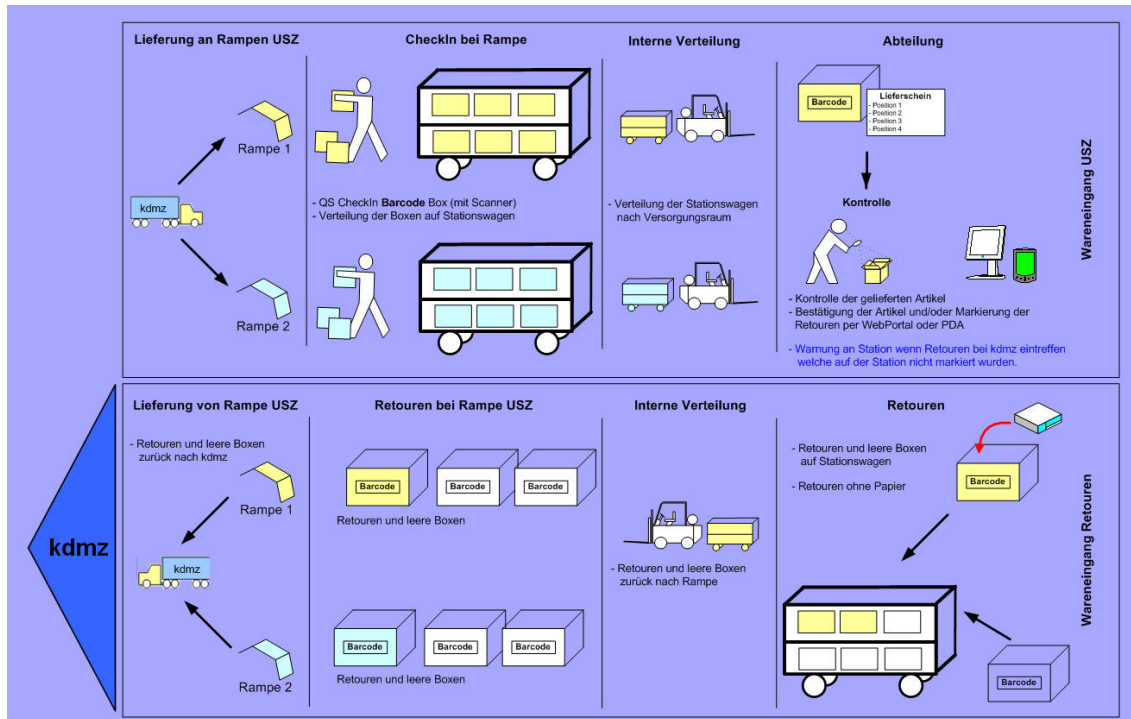 Lieferung an Rampen USZ
CheckIn bei Rampe
Interne Verteilung
Abteilung
Rampe 1
kdmz
Rampe 2
- QS CheckIn Barcode Box (mit Scanner)
- Verteilung der Boxen auf Stationswagen
- Verteilung der Stationswagen
nach Versorgungsraum
Barcode
Lieferschein
- Position 1
- Position 2
- Position 3
- Position 4
Kontrolle
- Kontrolle der gelieferten Artikel
- Bestätigung der Artikel und/oder Markierung der
Retouren per WebPortal oder PDA
- Warnung an Station wenn Retouren bei kdmz eintreffen
welche auf der Station nicht markiert wurden.
Wareneingang USZ
kdmz
Lieferung von Rampe USZ
Retouren bei Rampe USZ
Interne Verteilung
Retouren
- Retouren und leere Boxen
zurück nach kdmz
Rampe 1
kdmz
Rampe 2
Barcode
Barcode
Barcode
Retouren und leere Boxen
Barcode
Barcode
Barcode
Retouren und leere Boxen
- Retouren und leere Boxen
zurück nach Rampe
- Retouren und leere Boxen
auf Stationswagen
- Retouren ohne Papier
Barcode
Barcode
Wareneingang Retouren